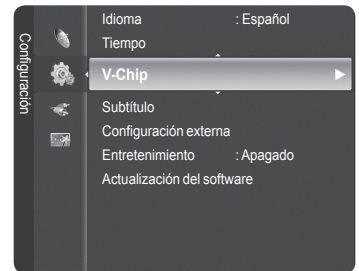 Configuración
Idioma : Español
Tiempo
V-Chip
Subtítulo
Configuración externa
Entretenimiento : Apagado
Actualización del software